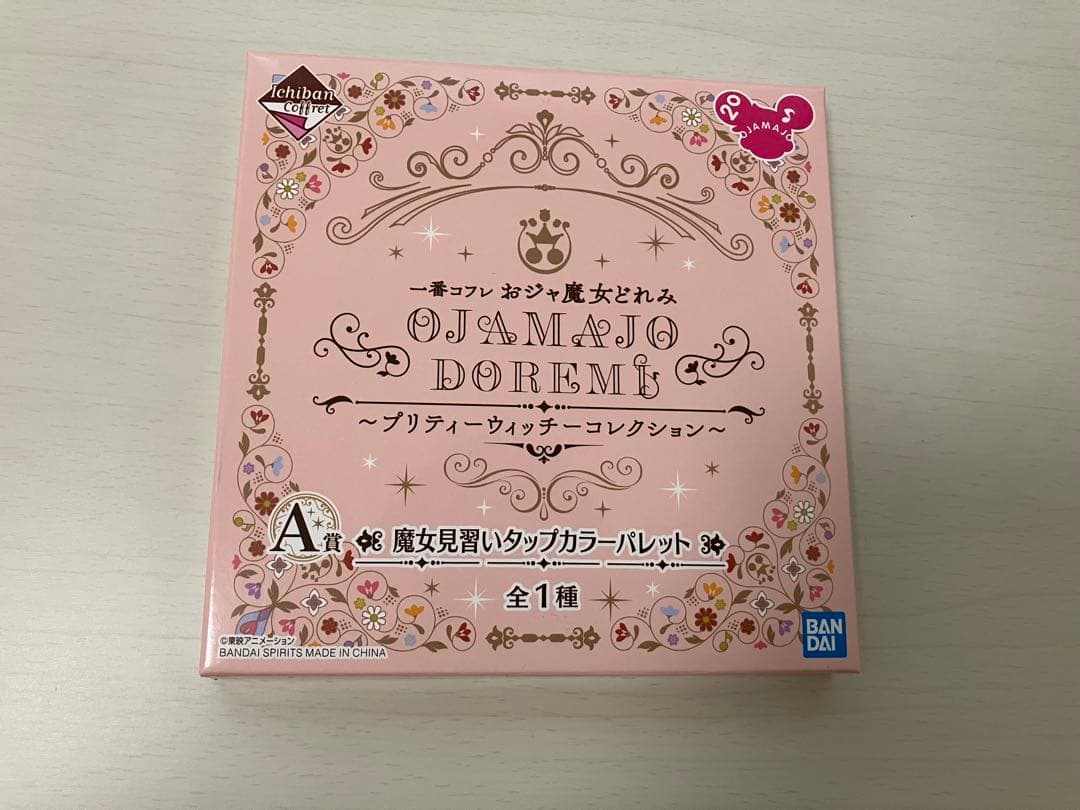 Ichiban
Coffret
20
OJAMAJO
一番コフレ おジャ魔女どれみ
OJAMAJO
DOREMI
～プリティーウィッチーコレクション～
A賞 魔女見習いタップカラーパレット
全1種
©東映アニメーション
BANDAI SPIRITS MADE IN CHINA
BAN
DAI